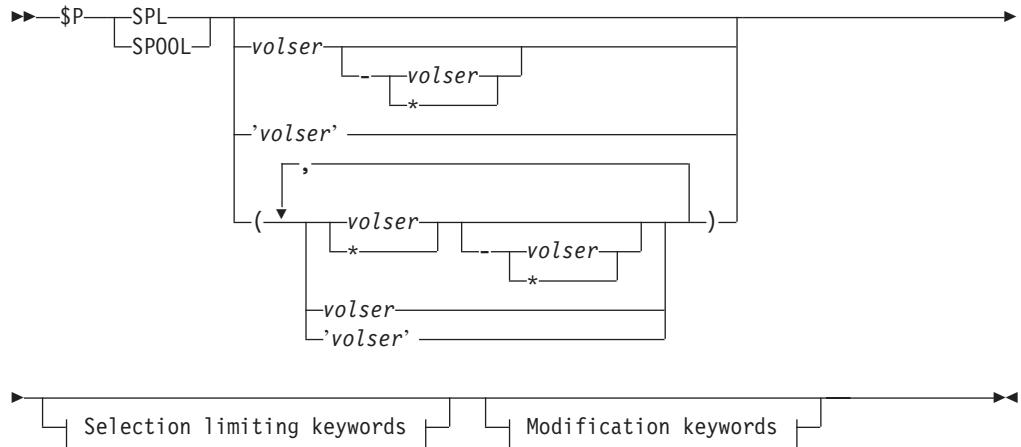 $P SPL
SPOOL
volser
- volser
*
'volser'
,
( volser
*
- volser
*
)
volser
'volser'
Selection limiting keywords Modification keywords